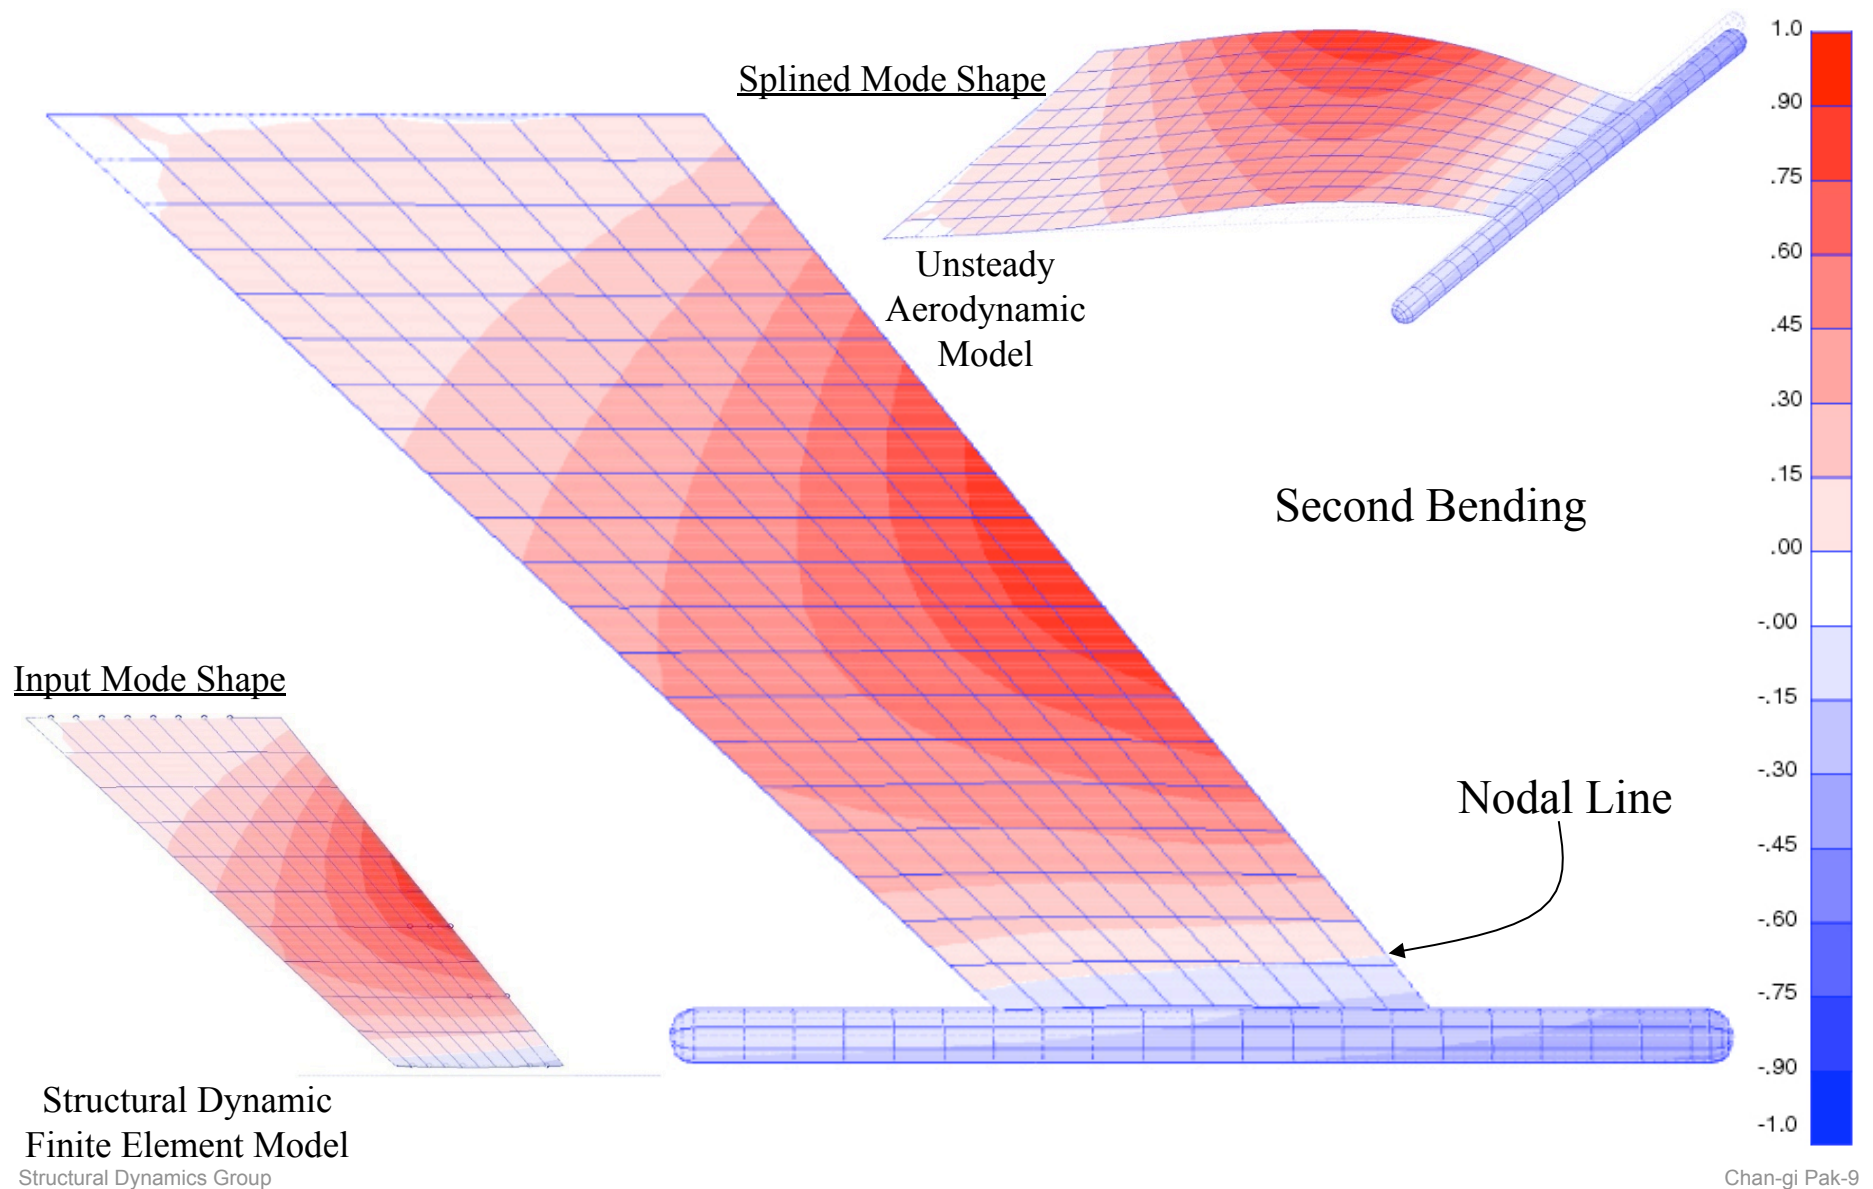 Splined Mode Shape
Unsteady
Aerodynamic
Model
Second Bending
Nodal Line
Input Mode Shape
Structural Dynamic
Finite Element Model
1.0
.90
.75
.60
.45
.30
.15
.00
-.00
-.15
-.30
-.45
-.60
-.75
-.90
-1.0
Structural Dynamics Group
Chan-gi Pak-9